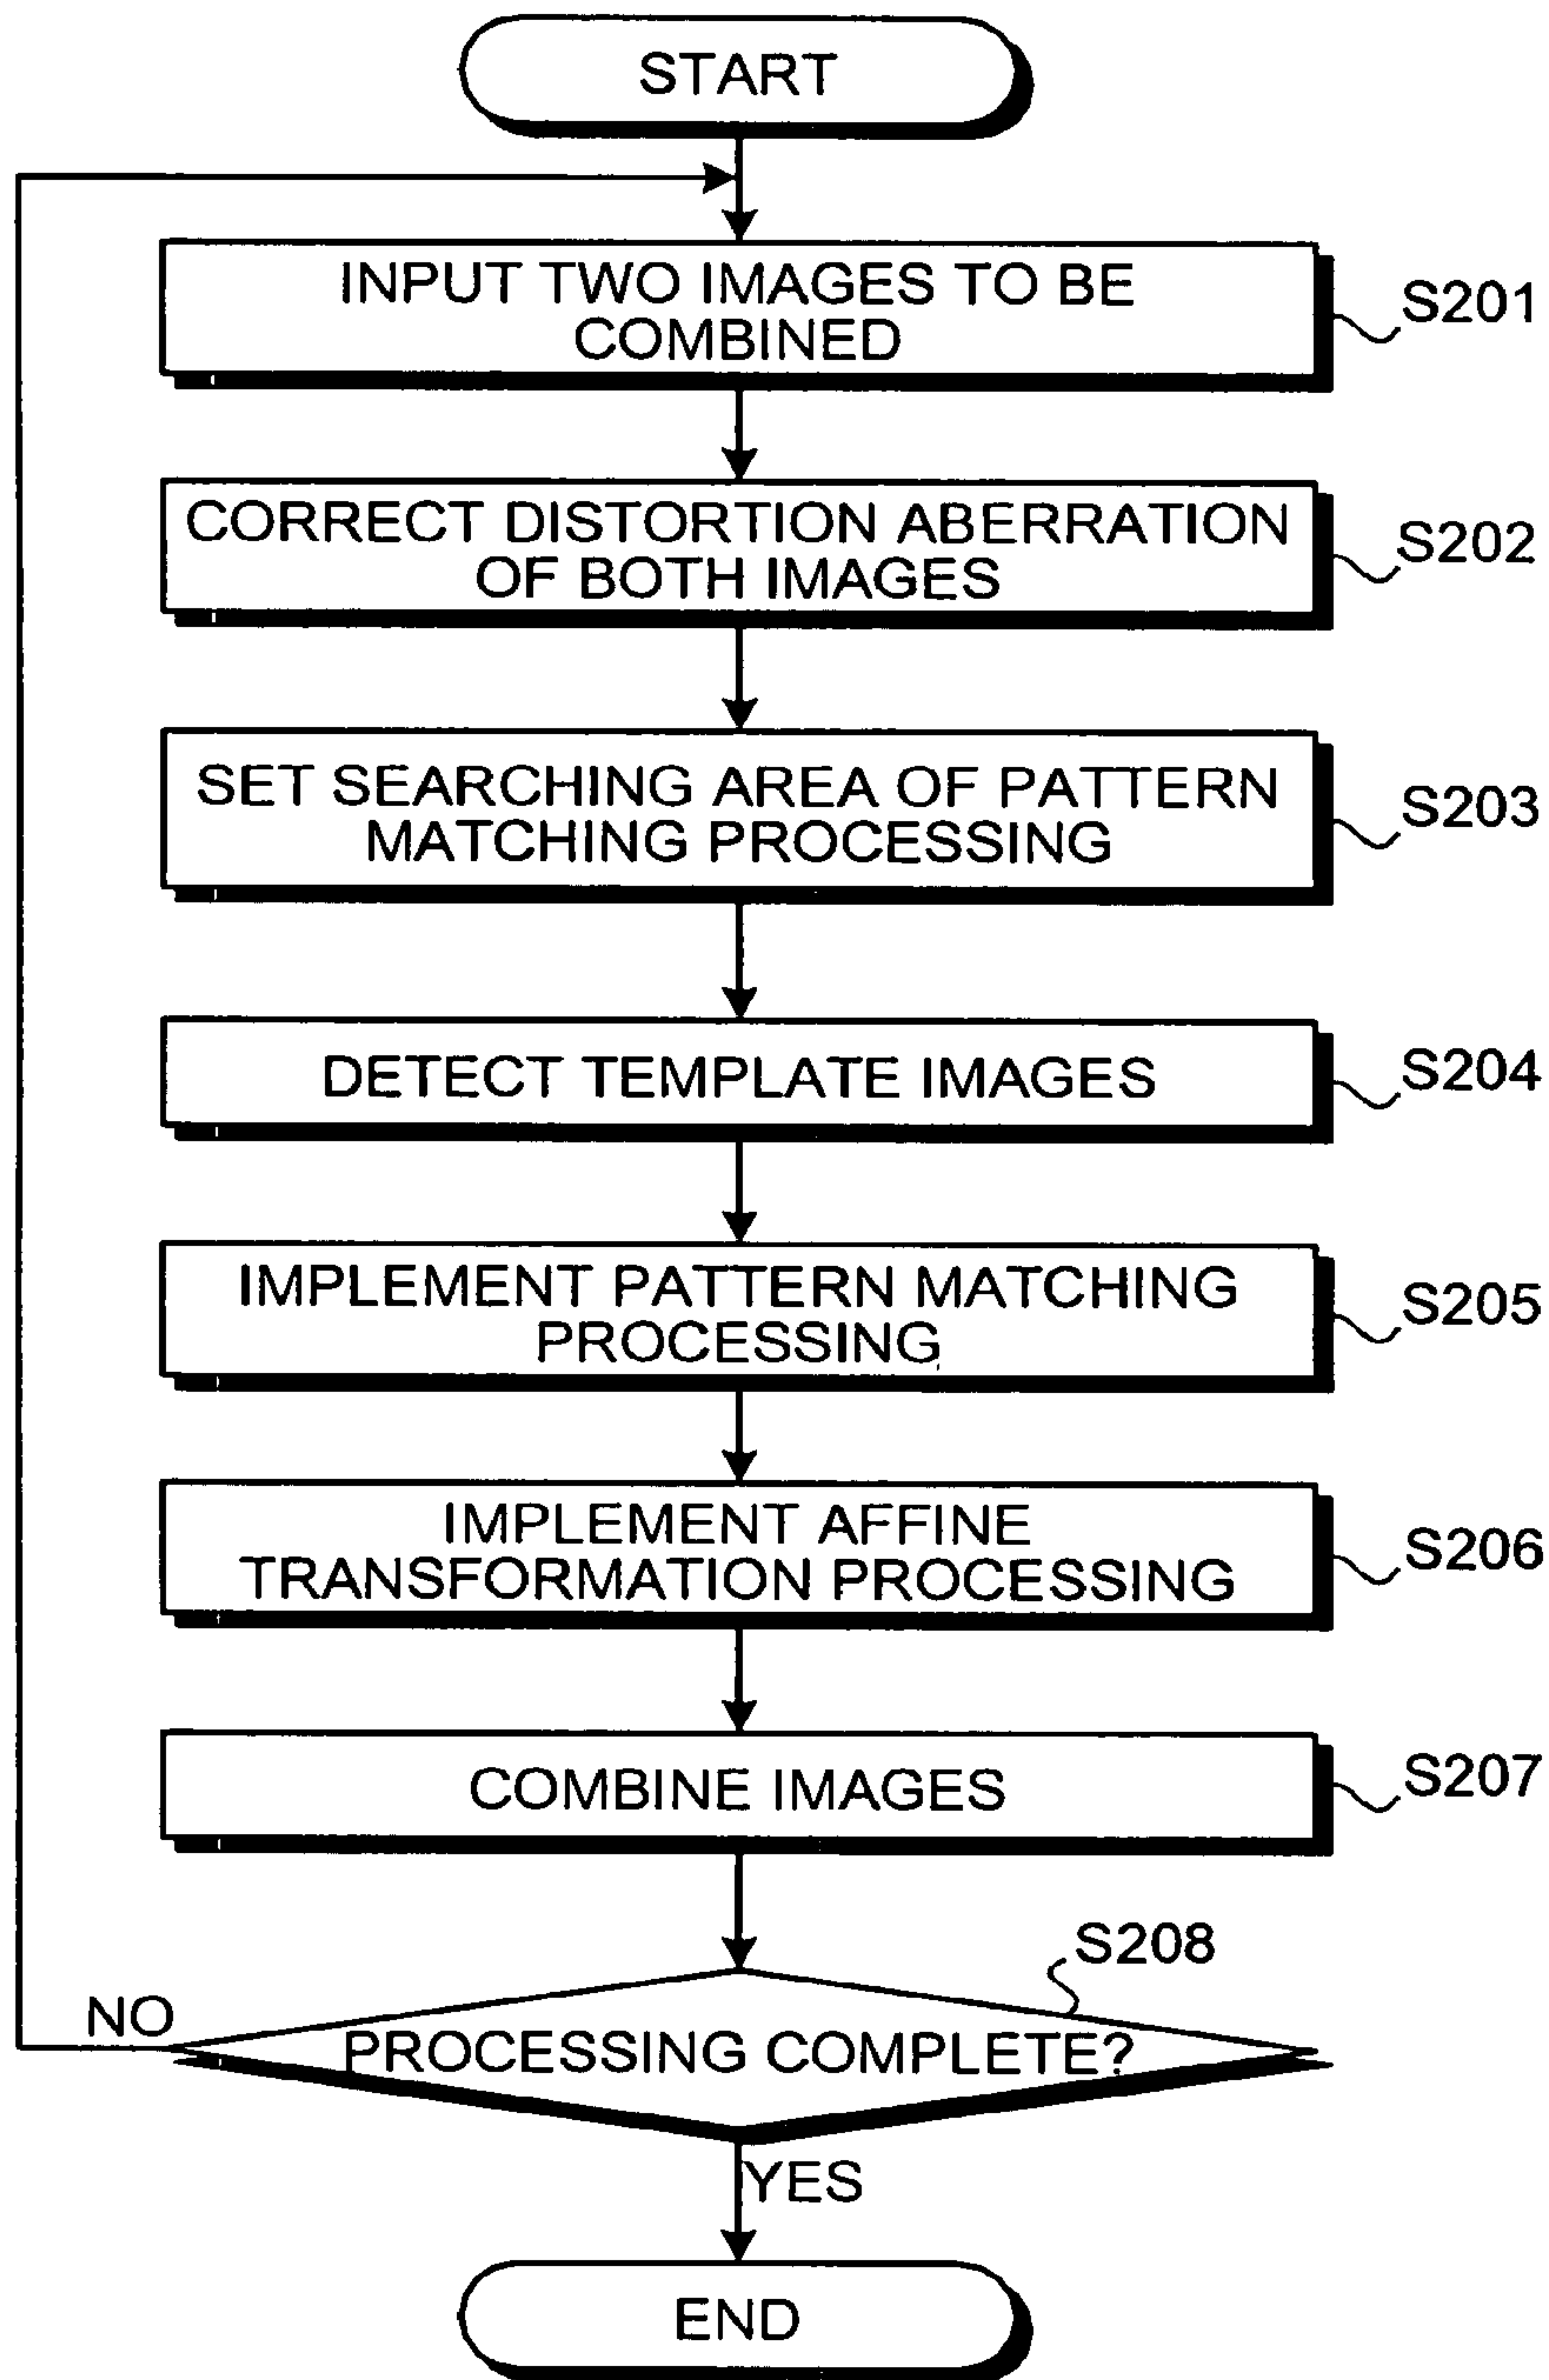 START
INPUT TWO IMAGES TO BE
COMBINED
S201
CORRECT DISTORTION ABERRATION
OF BOTH IMAGES
S202
SET SEARCHING AREA OF PATTERN
MATCHING PROCESSING
S203
DETECT TEMPLATE IMAGES
S204
IMPLEMENT PATTERN MATCHING
PROCESSING
S205
IMPLEMENT AFFINE
TRANSFORMATION PROCESSING
S206
COMBINE IMAGES
S207
S208
NO
PROCESSING COMPLETE?
YES
END